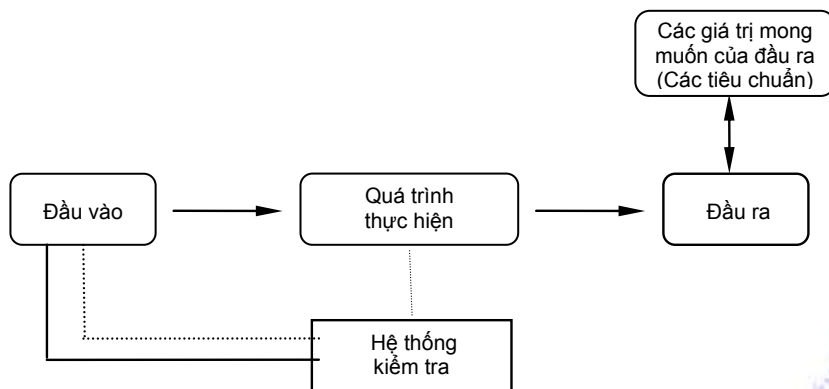 Các giá trị mong
muốn của đầu ra
(Các tiêu chuẩn)
Đầu vào
Quá trình
thực hiện
Đầu ra
Hệ thống
kiểm tra